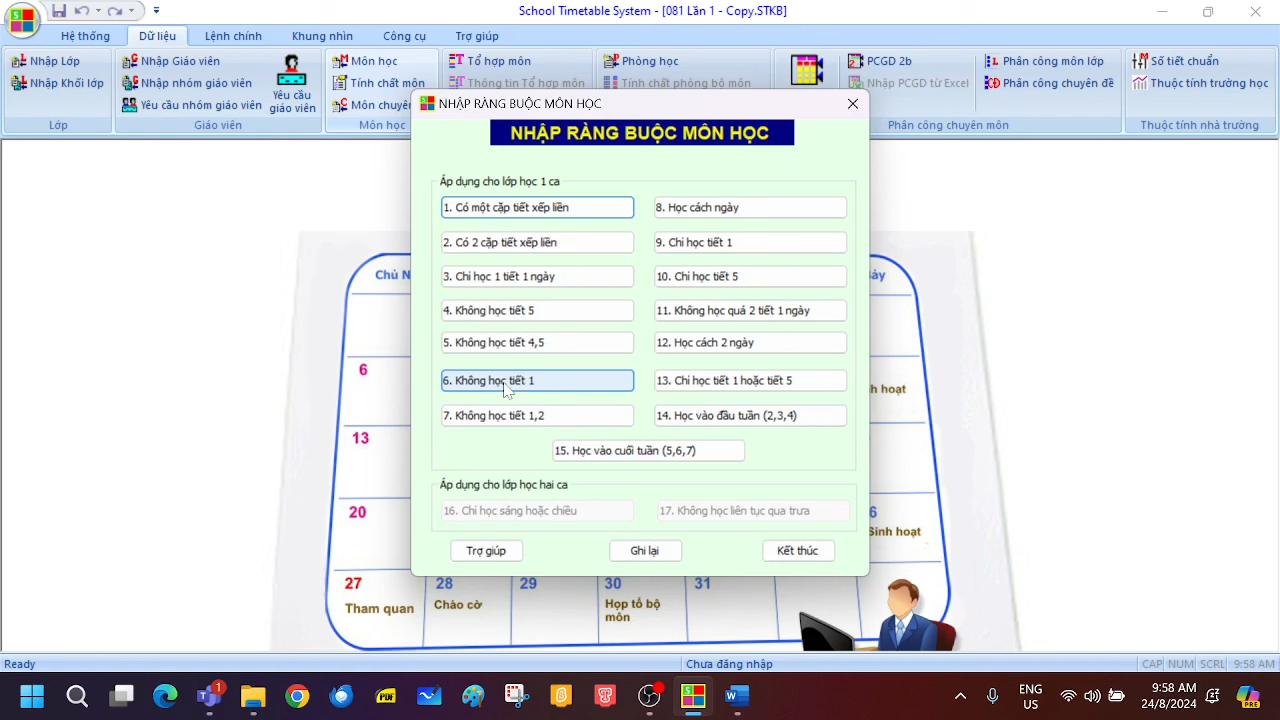 School Timetable System - [081 Lần 1 - Copy.STKB]
Hệ thống Dữ liệu Lệnh chính Khung nhìn Công cụ Trợ giúp
Nhập Lớp
Nhập Khối lớp
Lớp
Nhập Giáo viên
Nhập nhóm giáo viên
Yêu cầu nhóm giáo viên
Yêu cầu
giáo viên
Giáo viên
Môn học
Tính chất môn
Môn chuyên
Môn học
Tổ hợp môn
Thông tin Tổ hợp môn
Phòng học
Tính chất phòng bộ môn
PCGD 2b
Nhập PCGD từ Excel
Phân công môn lớp
Phân công chuyên đề
Phân công chuyên môn
Số tiết chuẩn
Thuộc tính trường học
Thuộc tính nhà trường
NHẬP RÀNG BUỘC MÔN HỌC
NHẬP RÀNG BUỘC MÔN HỌC
Áp dụng cho lớp học 1 ca
1. Có một cặp tiết xếp liền
8. Học cách ngày
2. Có 2 cặp tiết xếp liền
9. Chỉ học tiết 1
3. Chỉ học 1 tiết 1 ngày
10. Chỉ học tiết 5
4. Không học tiết 5
11. Không học quá 2 tiết 1 ngày
5. Không học tiết 4,5
12. Học cách 2 ngày
6. Không học tiết 1
13. Chỉ học tiết 1 hoặc tiết 5
7. Không học tiết 1,2
14. Học vào đầu tuần (2,3,4)
15. Học vào cuối tuần (5,6,7)
Áp dụng cho lớp học hai ca
16. Chỉ học sáng hoặc chiều
17. Không học liên tục qua trưa
Trợ giúp Ghi lại Kết thúc
Chủ N
ảy
6
nh hoạt
13
20
6
Sinh hoạt
27 28 29 30 31
Tham quan Chào cờ Họp tổ bộ
môn
Ready Chưa đăng nhập CAP NUM SCRL 9:58 AM
1
PDF
ENG
US
9:58 AM
24/8/2024
PRE